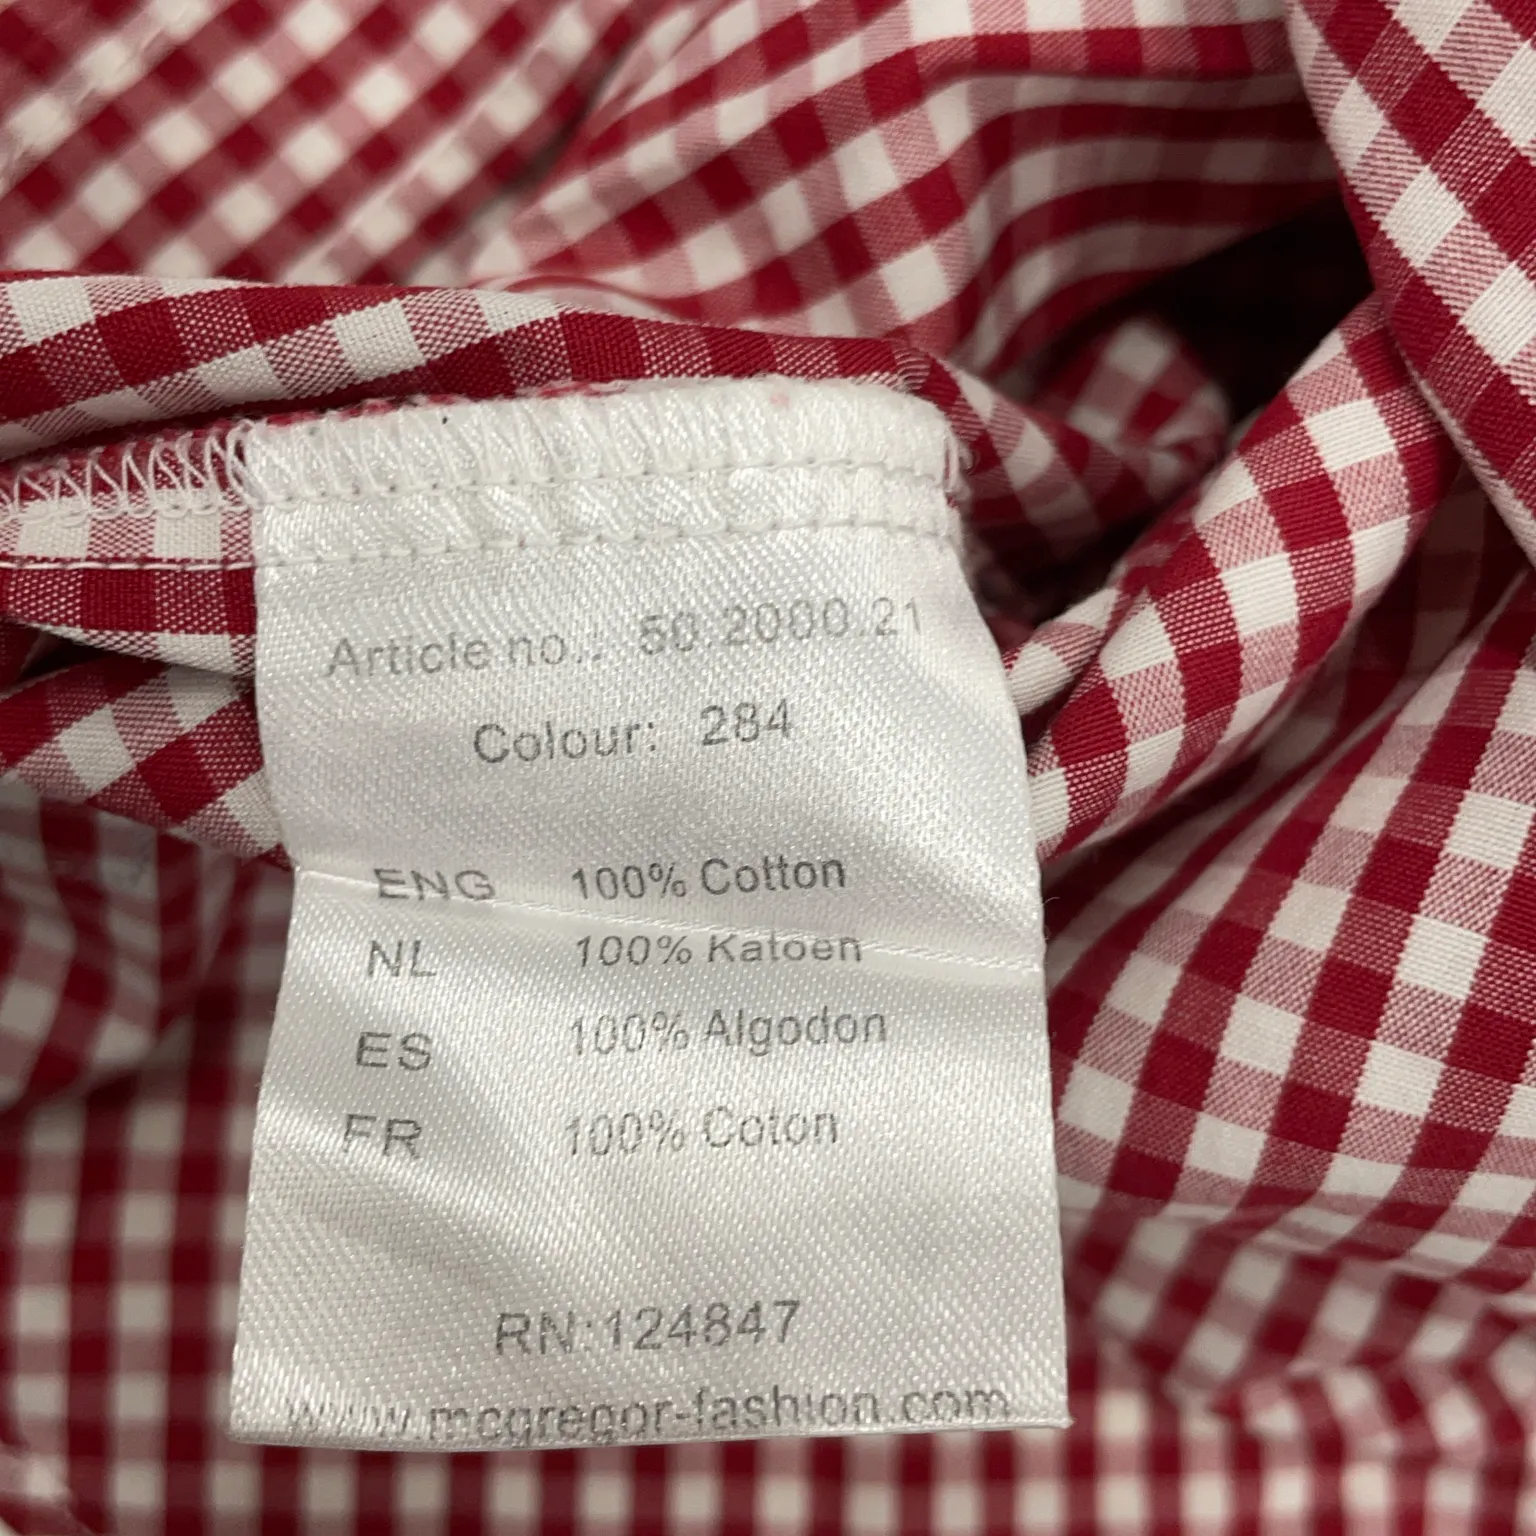 Article no.: 50.2000.21
Colour: 284
ENG 100% Cotton
NL 100% Katoen
ES 100% Algodon
FR 100% Coton
RN:124847
www.mcgregor-fashion.com